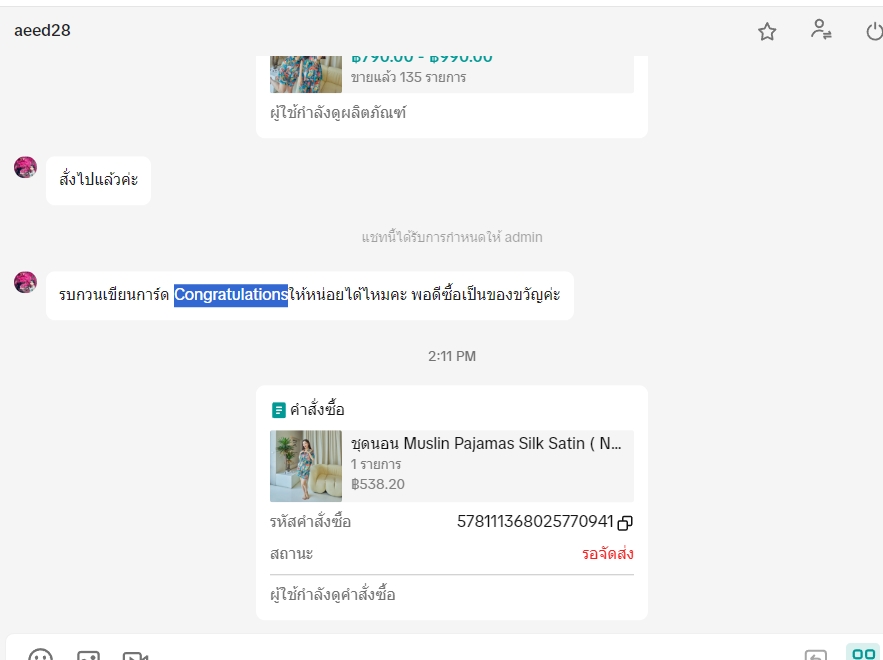 aeed28
฿790.00 - ฿990.00
ขายแล้ว 135 รายการ
ผู้ใช้กำลังดูผลิตภัณฑ์
สั่งไปแล้วค่ะ
แชทนี้ได้รับการกำหนดให้ admin
รบกวนเขียนการ์ด Congratulationsให้หน่อยได้ไหมคะ พอดีซื้อเป็นของขวัญค่ะ
2:11 PM
คำสั่งซื้อ
ชุดนอน Muslin Pajamas Silk Satin ( N...
1 รายการ
฿538.20
รหัสคำสั่งซื้อ 578111368025770941
สถานะ รอจัดส่ง
ผู้ใช้กำลังดูคำสั่งซื้อ